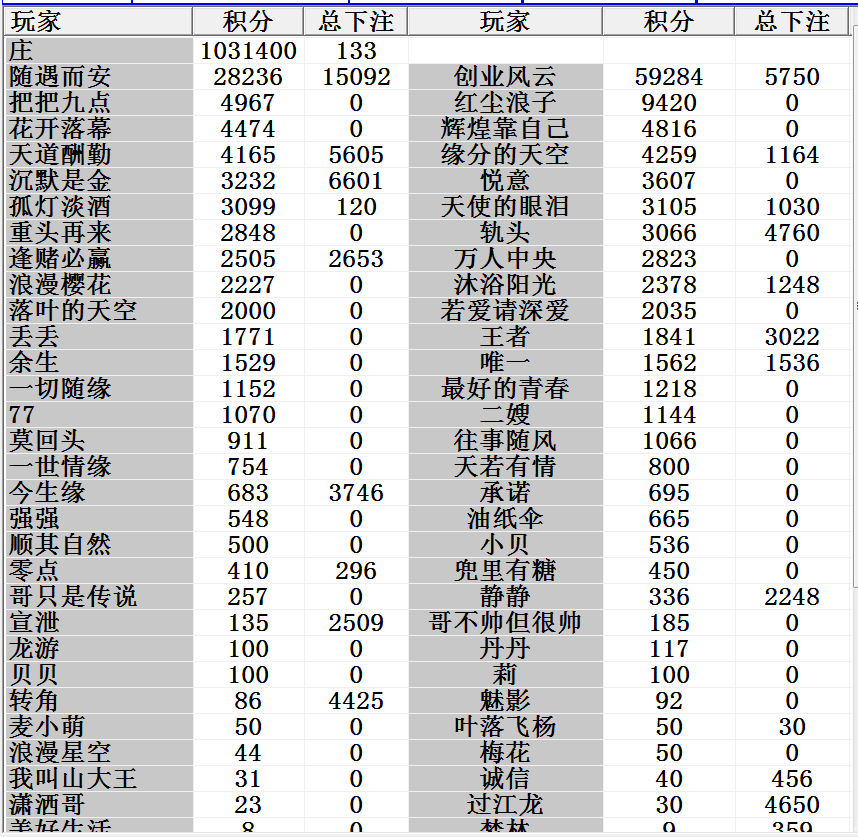 玩家 积分 总下注 玩家 积分 总下注
庄 1031400 133
随遇而安 28236 15092 创业风云 59284 5750
把把九点 4967 0 红尘浪子 9420 0
花开落幕 4474 0 辉煌靠自己 4816 0
天道酬勤 4165 5605 缘分的天空 4259 1164
沉默是金 3232 6601 悦意 3607 0
孤灯淡酒 3099 120 天使的眼泪 3105 1030
重头再来 2848 0 轨头 3066 4760
逢赌必赢 2505 2653 万人中央 2823 0
浪漫樱花 2227 0 沐浴阳光 2378 1248
落叶的天空 2000 0 若爱请深爱 2035 0
丢丢 1771 0 王者 1841 3022
余生 1529 0 唯一 1562 1536
一切随缘 1152 0 最好的青春 1218 0
77 1070 0 二嫂 1144 0
莫回头 911 0 往事随风 1066 0
一世情缘 754 0 天若有情 800 0
今生缘 683 3746 承诺 695 0
强强 548 0 油纸伞 665 0
顺其自然 500 0 小贝 536 0
零点 410 296 兜里有糖 450 0
哥只是传说 257 0 静静 336 2248
宣泄 135 2509 哥不帅但很帅 185 0
龙游 100 0 丹丹 117 0
贝贝 100 0 莉 100 0
转角 86 4425 魅影 92 0
麦小萌 50 0 叶落飞杨 50 30
浪漫星空 44 0 梅花 50 0
我叫山大王 31 0 诚信 40 456
潇洒哥 23 0 过江龙 30 4650
美好生活 8 0 梦林 9 359